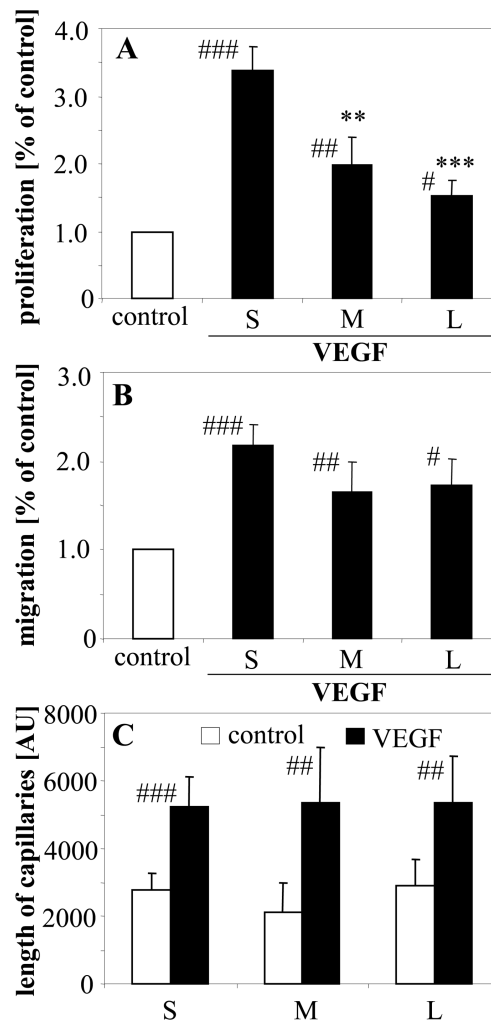 A
proliferation [% of control]
4.0
3.0
2.0
1.0
0
###
##
**
#
***
control S M L
VEGF
B
migration [% of control]
3.0
2.0
1.0
0
###
##
#
control S M L
VEGF
C
length of capillaries [AU]
control VEGF
8000
6000
4000
2000
0
###
##
##
S M L